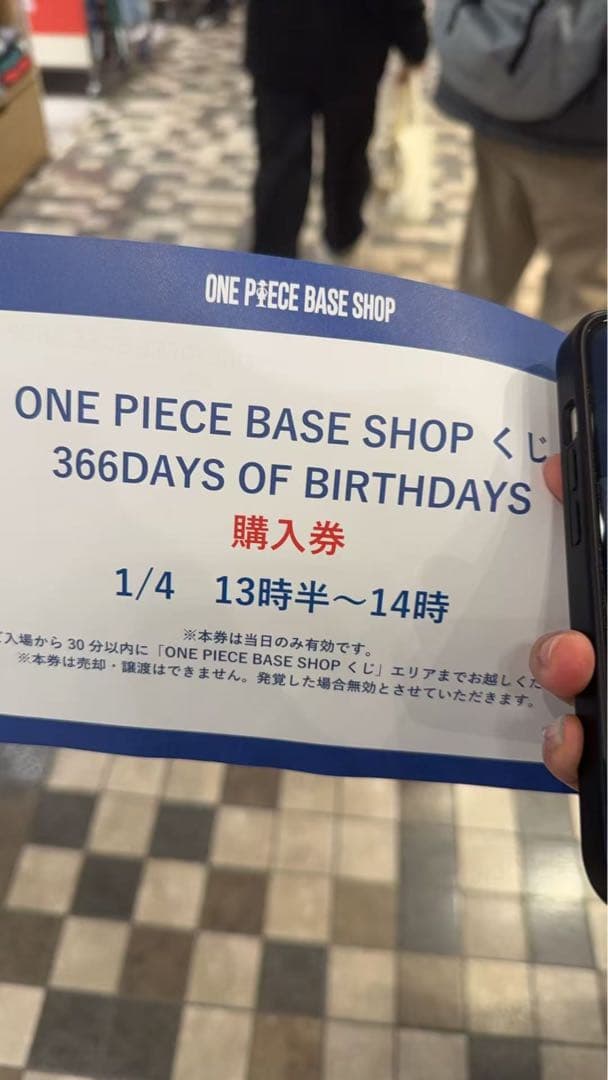 ONE PIECE BASE SHOP
ONE PIECE BASE SHOP くじ
366DAYS OF BIRTHDAYS
購入券
1/4　13時半～14時
※本券は当日のみ有効です。
入場から30分以内に「ONE PIECE BASE SHOP くじ」エリアまでお越しくだ
※本券は売却・譲渡はできません。発覚した場合無効とさせていただきます。